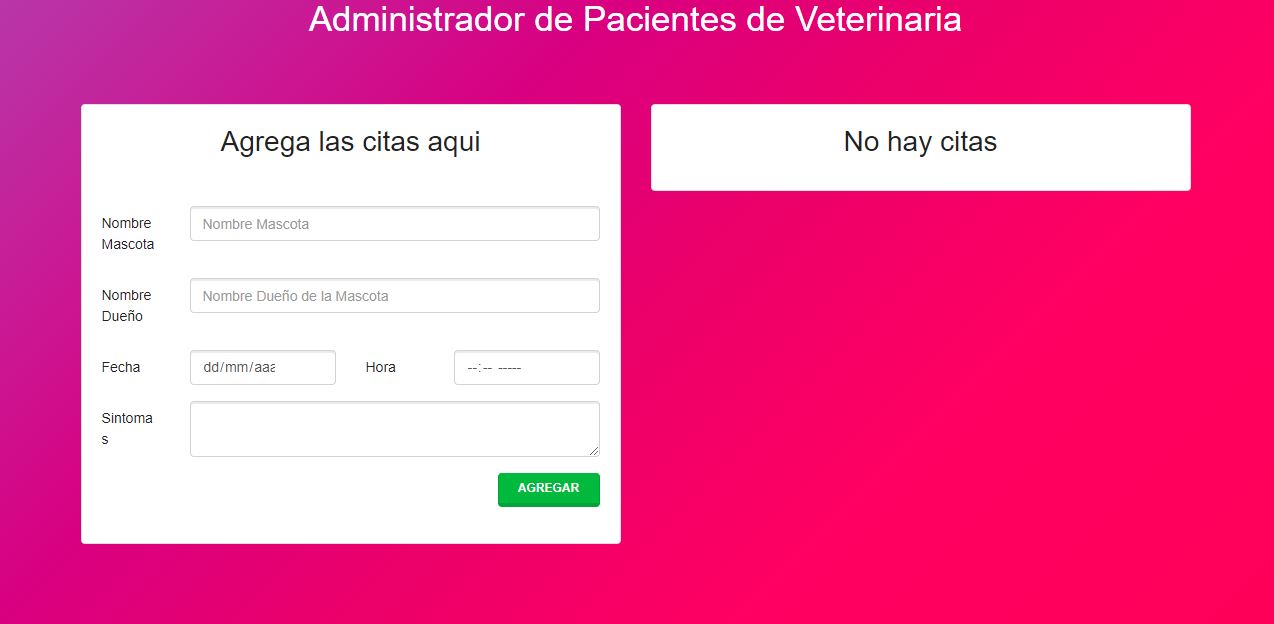 Administrador de Pacientes de Veterinaria
Agrega las citas aqui
Nombre
Mascota
Nombre Mascota
Nombre
Dueño
Nombre Dueño de la Mascota
Fecha
dd/mm/aaa
Hora
--:-- -----
Sintoma
s
AGREGAR
No hay citas